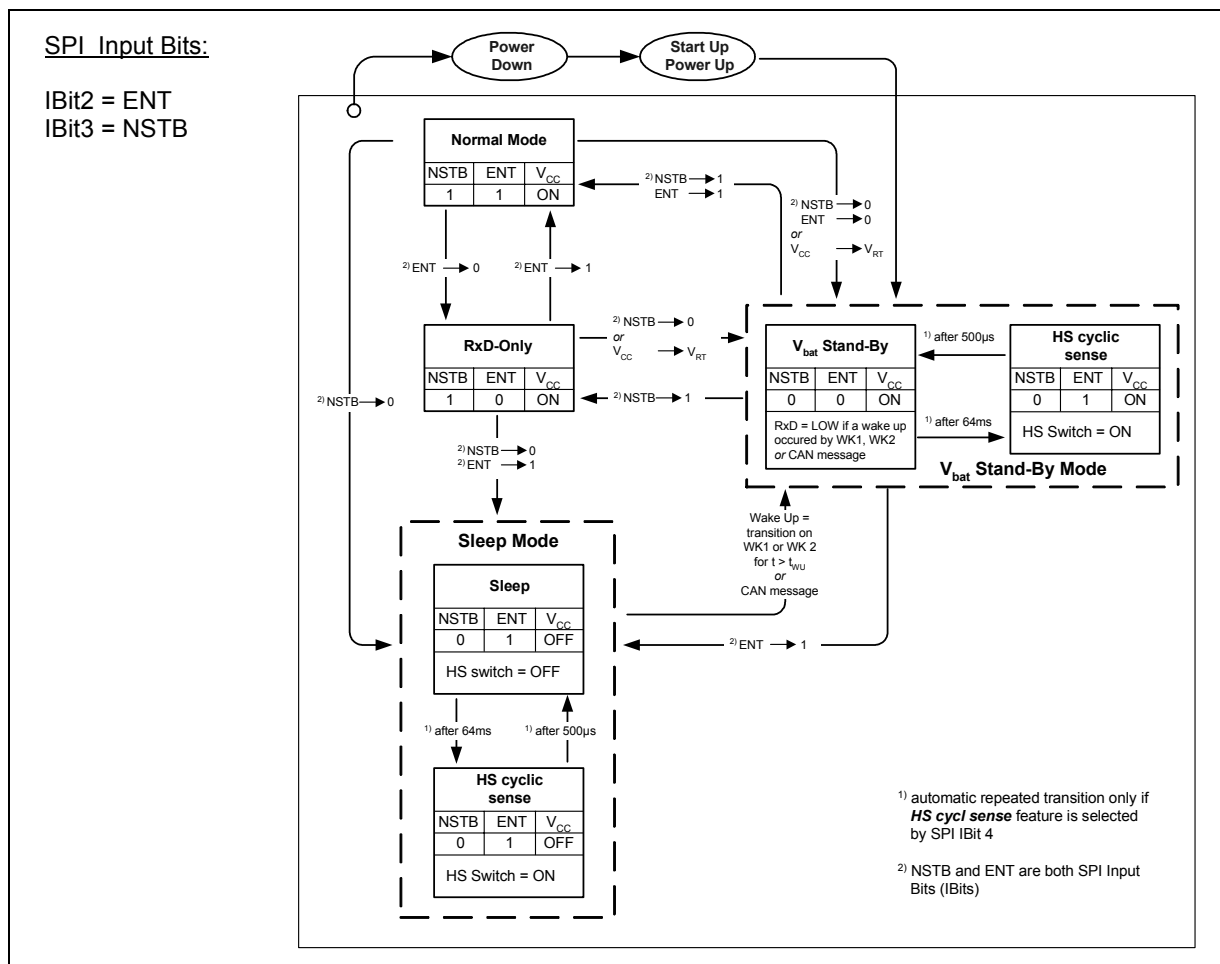 SPI Input Bits:
IBit2 = ENT
IBit3 = NSTB
Power
Down
Start Up
Power Up
Normal Mode
NSTB ENT VCC
1 1 ON
2) NSTB → 1
ENT → 1
2) NSTB → 0
ENT → 0
or
VCC → VRT
2) ENT → 0
2) ENT → 1
RxD-Only
NSTB ENT VCC
1 0 ON
2) NSTB → 0
or
VCC → VRT
2) NSTB → 1
Vbat Stand-By
NSTB ENT VCC
0 0 ON
RxD = LOW if a wake up
occured by WK1, WK2
or CAN message
1) after 500µs
1) after 64ms
HS cyclic
sense
NSTB ENT VCC
0 1 ON
HS Switch = ON
Vbat Stand-By Mode
2) NSTB → 0
2) NSTB → 0
2) ENT → 1
Wake Up =
transition on
WK1 or WK 2
for t > tWU
or
CAN message
2) ENT → 1
Sleep Mode
Sleep
NSTB ENT VCC
0 1 OFF
HS switch = OFF
1) after 64ms
1) after 500µs
HS cyclic
sense
NSTB ENT VCC
0 1 OFF
HS Switch = ON
1) automatic repeated transition only if
HS cycl sense feature is selected
by SPI IBit 4
2) NSTB and ENT are both SPI Input
Bits (IBits)